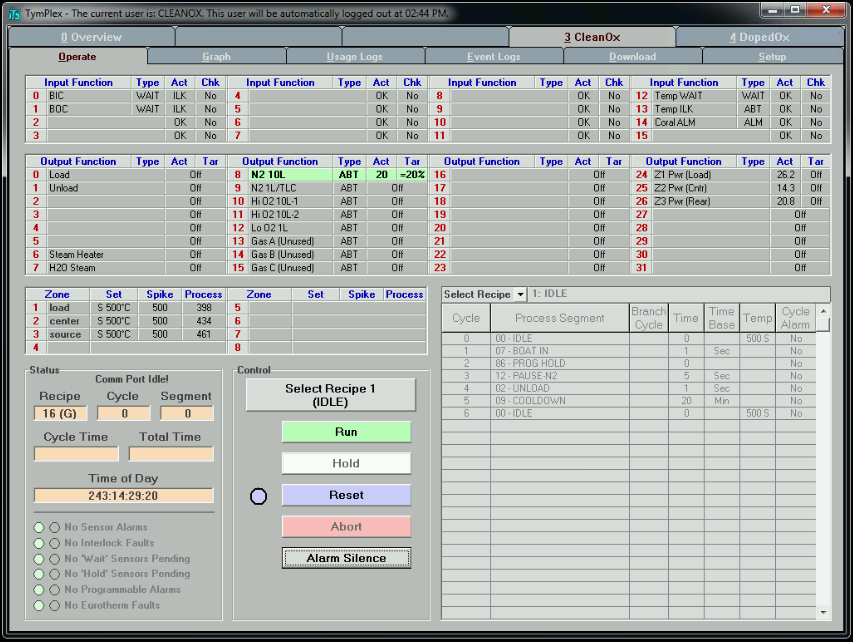 TymPlex - The current user is: CLEANOX. This user will be automatically logged out at 02:44 PM.
0 Overview 3 CleanOx 4 DopedOx
Operate Graph Usage Logs Event Logs Download Setup
Input Function Type Act Chk Input Function Type Act Chk Input Function Type Act Chk Input Function Type Act Chk
0 BIC WAIT ILK No 4 OK No 8 OK No 12 Temp WAIT WAIT OK No
1 BOC WAIT ILK No 5 OK No 9 OK No 13 Temp ILK ABT OK No
2 OK No 6 OK No 10 OK No 14 Coral ALM ALM OK No
3 OK No 7 OK No 11 OK No 15 OK No
Output Function Type Act Tar Output Function Type Act Tar Output Function Type Act Tar Output Function Type Act Tar
0 Load Off 8 N2 10L ABT 20 =20% 16 Off 24 Z1 Pwr (Load) 26.2 Off
1 Unload Off 9 N2 1L/TLC ABT Off 17 Off 25 Z2 Pwr (Cntr) 14.3 Off
2 Off 10 Hi O2 10L-1 ABT Off 18 Off 26 Z3 Pwr (Rear) 20.8 Off
3 Off 11 Hi O2 10L-2 ABT Off 19 Off 27 Off
4 Off 12 Lo O2 1L ABT Off 20 Off 28 Off
5 Off 13 Gas A (Unused) ABT Off 21 Off 29 Off
6 Steam Heater Off 14 Gas B (Unused) ABT Off 22 Off 30 Off
7 H2O Steam Off 15 Gas C (Unused) ABT Off 23 Off 31 Off
Zone Set Spike Process Zone Set Spike Process
1 load S 500°C 500 398 5
2 center S 500°C 500 434 6
3 source S 500°C 500 461 7
4 8
Select Recipe 1: IDLE
Cycle Process Segment Branch Cycle Time Time Base Temp Cycle Alarm
0 00 - IDLE 0 500 S No
1 07 - BOAT IN 1 Sec No
2 86 - PROG HOLD 0 No
3 12 - PAUSE-N2 5 Sec No
4 02 - UNLOAD 1 Sec No
5 09 - COOLDOWN 20 Min No
6 00 - IDLE 0 500 S No
Status
Comm Port Idle!
Recipe Cycle Segment
16 (G) 0 0
Cycle Time Total Time
Time of Day
243:14:29:20
No Sensor Alarms
No Interlock Faults
No 'Wait' Sensors Pending
No 'Hold' Sensors Pending
No Programmable Alarms
No Eurotherm Faults
Control
Select Recipe 1
(IDLE)
Run
Hold
Reset
Abort
Alarm Silence